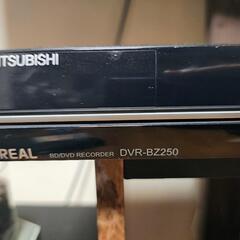 ITSUBISHI
REAL BD/DVD RECORDER DVR-BZ250